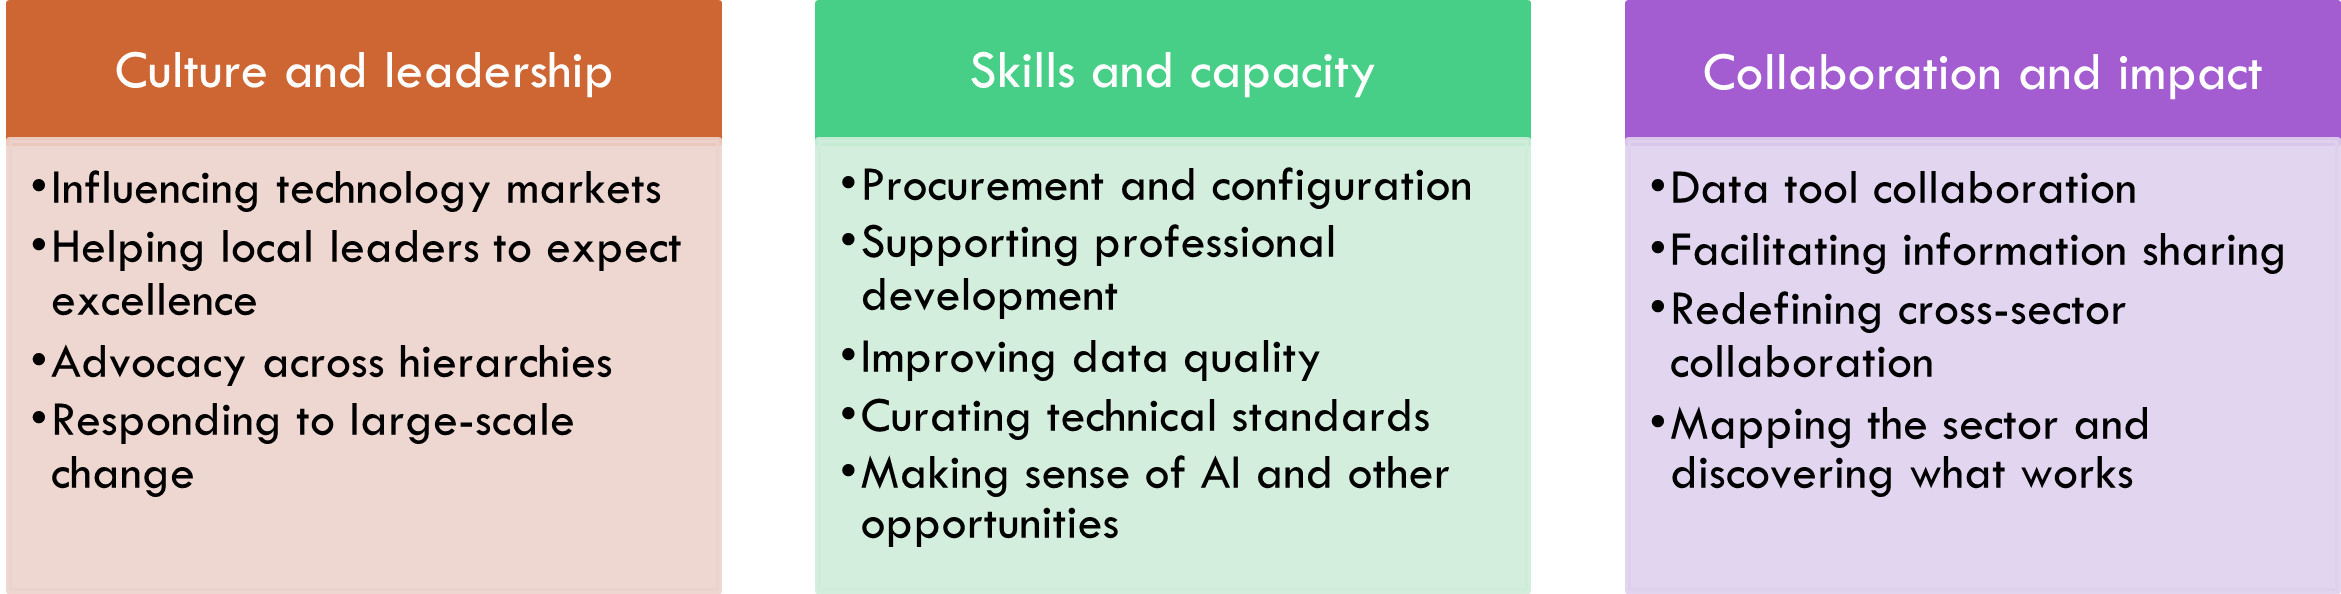 Culture and leadership
•Influencing technology markets
•Helping local leaders to expect
excellence
•Advocacy across hierarchies
•Responding to large-scale
change
Skills and capacity
•Procurement and configuration
•Supporting professional
development
•Improving data quality
•Curating technical standards
•Making sense of AI and other
opportunities
Collaboration and impact
•Data tool collaboration
•Facilitating information sharing
•Redefining cross-sector
collaboration
•Mapping the sector and
discovering what works